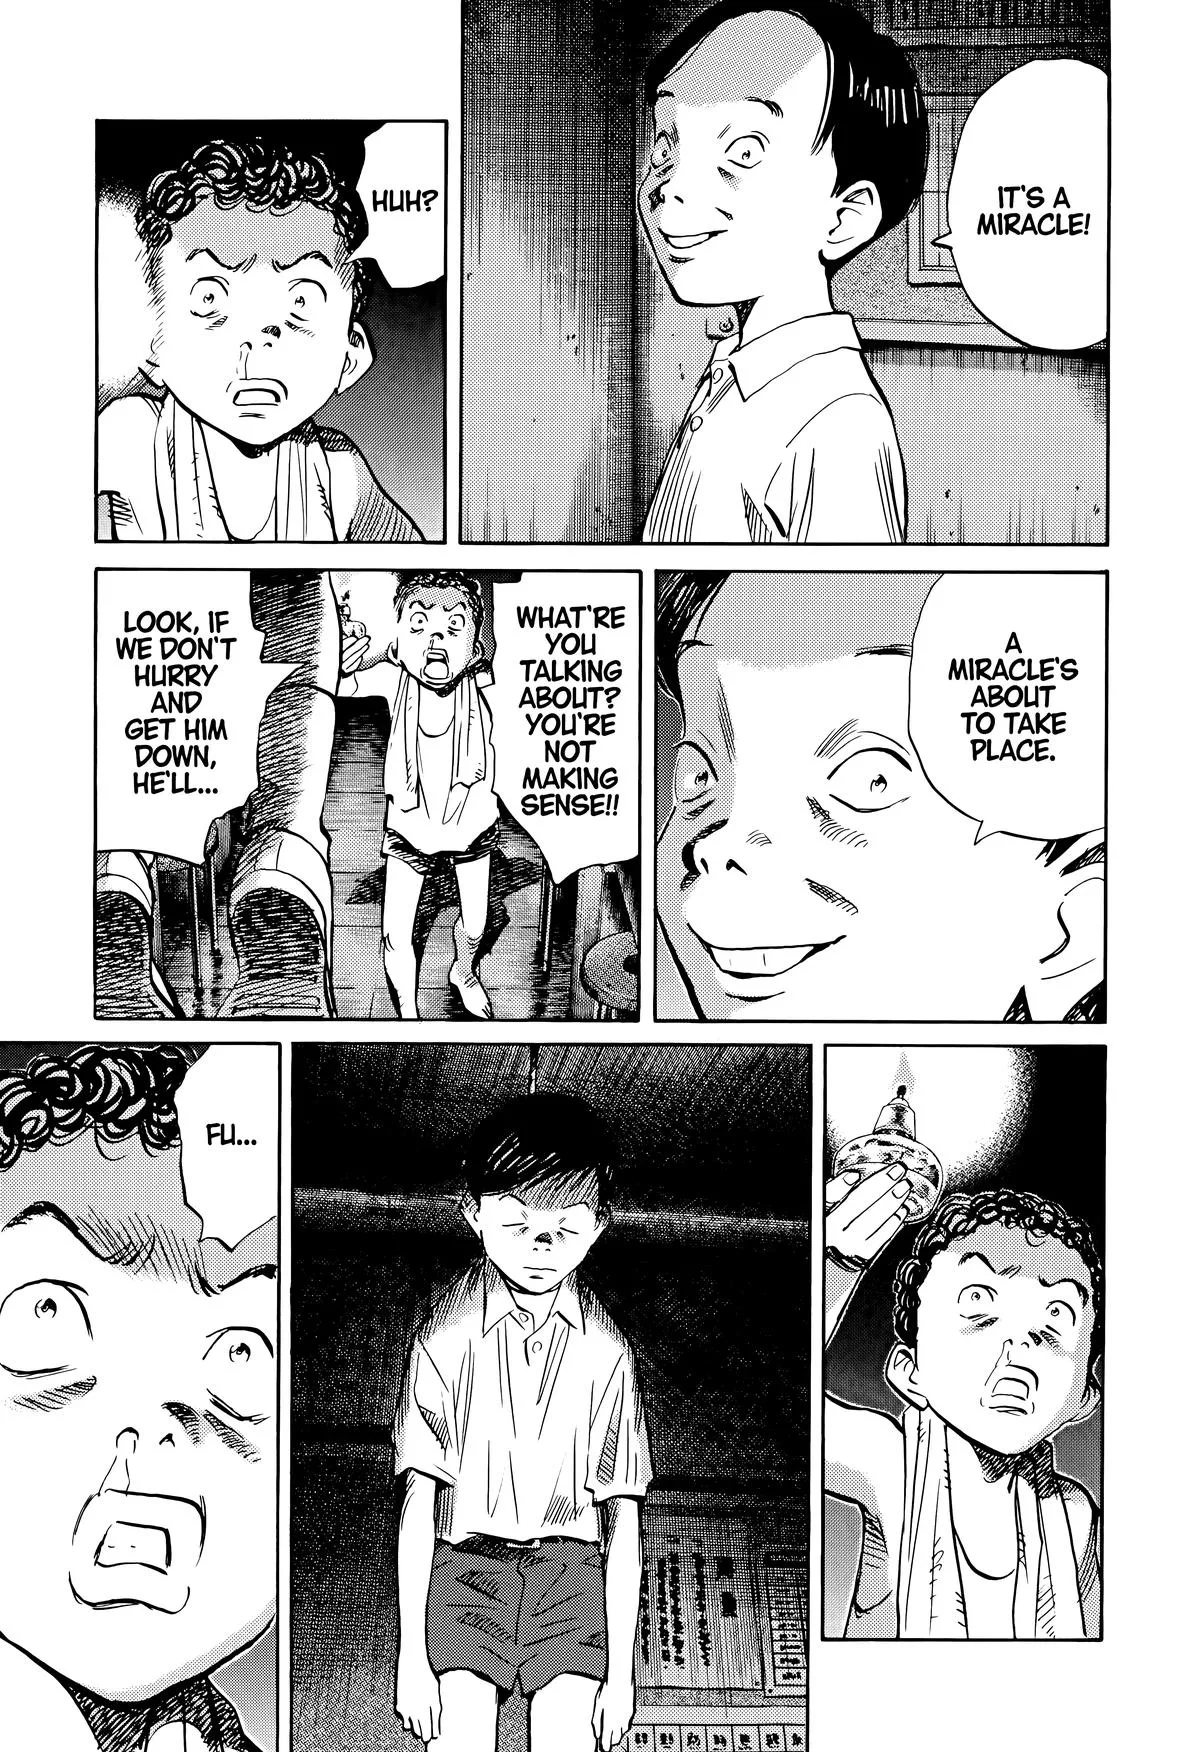 IT'S A
MIRACLE!
HUH?
A
MIRACLE'S
ABOUT
TO TAKE
PLACE.
WHAT'RE
YOU
TALKING
ABOUT?
YOU'RE
NOT
MAKING
SENSE!!
LOOK, IF
WE DON'T
HURRY
AND
GET HIM
DOWN,
HE'LL...
FU...